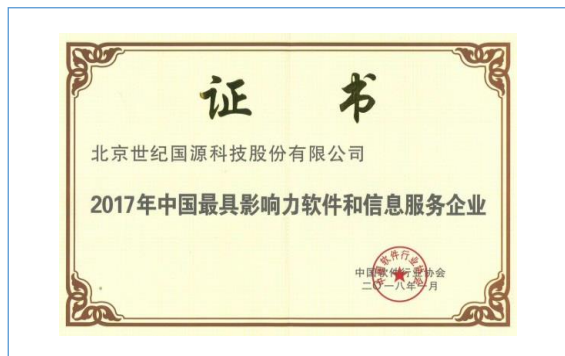 证 书
北京世纪国源科技股份有限公司
2017年中国最具影响力软件和信息服务企业
中国软件行业协会
二〇一八年一月